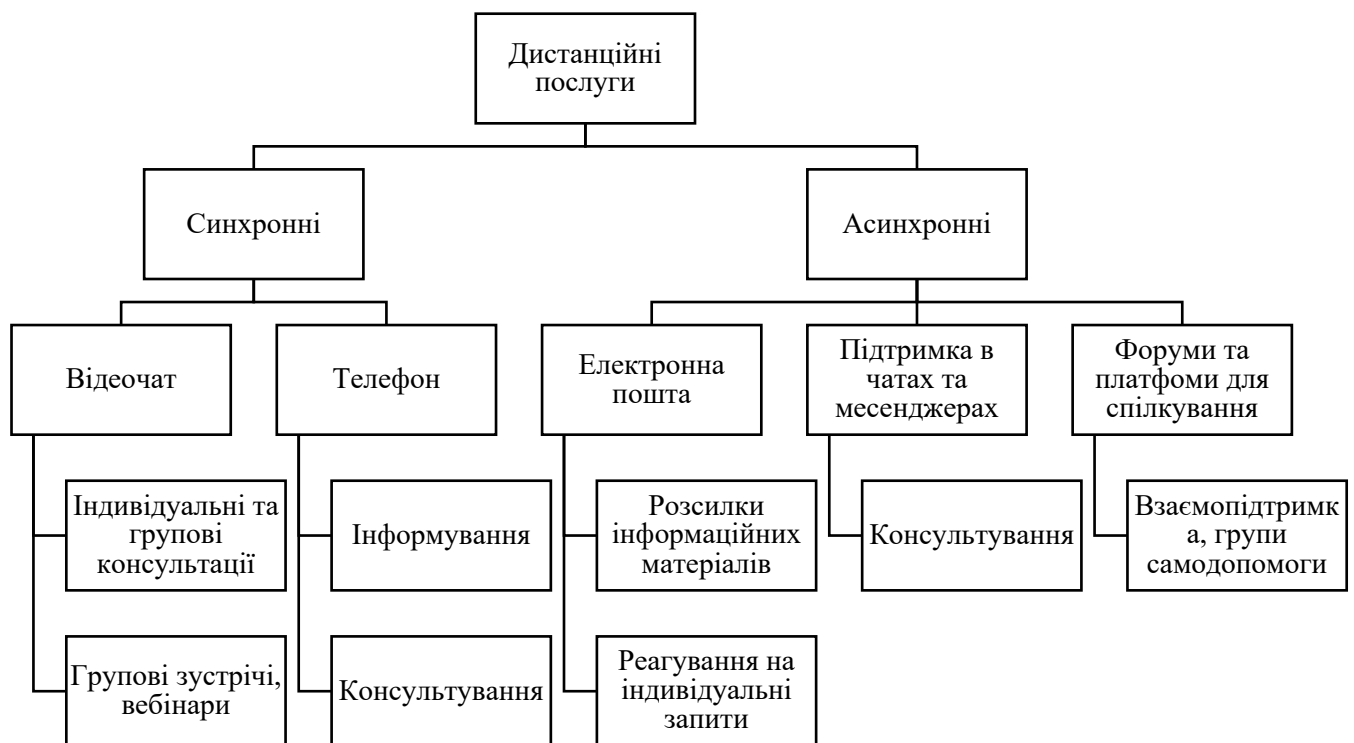 Дистанційні
послуги
Синхронні
Асинхронні
Відеочат
Телефон
Електронна
пошта
Підтримка в
чатах та
месенджерах
Форуми та
платфоми для
спілкування
Індивідуальні та
групові
консультації
Інформування
Розсилки
інформаційних
матеріалів
Консультування
Взаємопідтримк
а, групи
самодопомоги
Групові зустрічі,
вебінари
Консультування
Реагування на
індивідуальні
запити